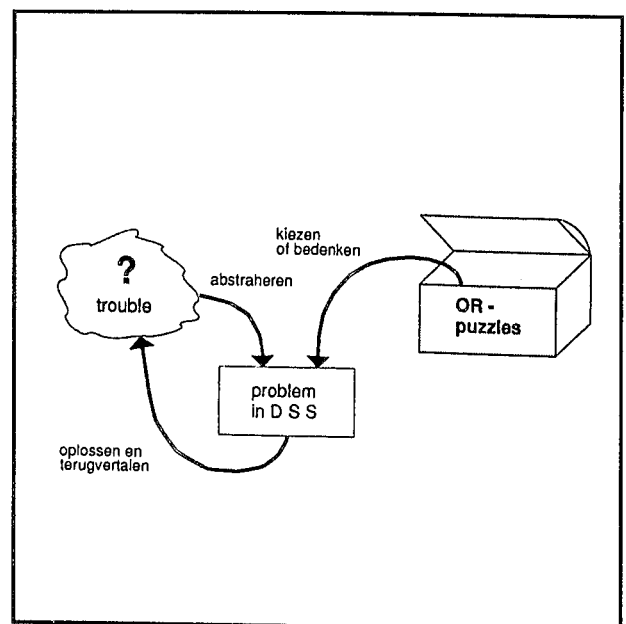 kiezen
of bedenken
?
trouble
abstraheren
OR -
puzzles
problem
in D S S
oplossen en
terugvertalen